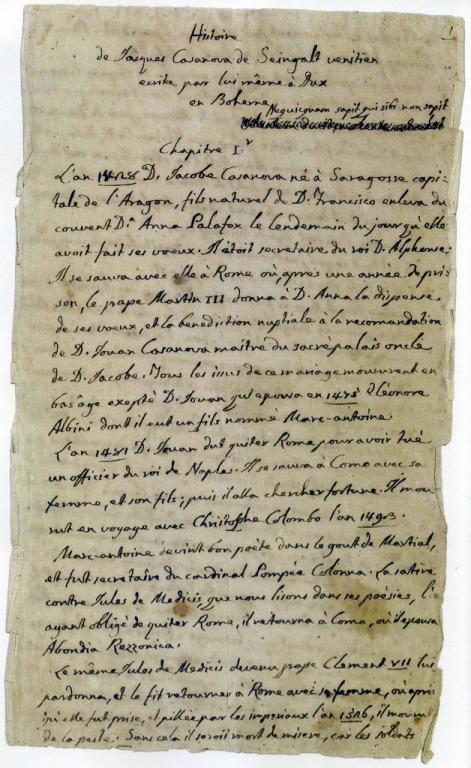 1
Histoire
de Jacques Casanova de Seingalt venitien
ecrite par lui même à Dux
en Boheme
Nequicquam sapit qui sibi non sapit
Chapitre I.r
L'an 1428 D. Jacobe Casanova né à Saragosse capi-
tale de l'Aragon, fils naturel de D. Francisco enleva du
couvent D.a Anna Palafox le lendemain du jour qu'elle
avoit fait ses voeux. Il étoit secretaire du roi D. Alphonse.
Il se sauva avec elle à Rome où, après une année de pri-
son, le pape Martin III donna à D. Anna la dispense
de ses voeux, et la benediction nuptiale à la recomandation
de D. Jouan Casanova maitre du sacré palais oncle
de D. Jacobe. Tous les issus de ce mariage moururent en
bas âge exepté D. Jouan qui epousa en 1475 Eléonore
Albini dont il eut un fils nommé Marc-antoine.
L'an 1481 D. Jouan dut quiter Rome pour avoir tué
un officier du roi de Naples. Il se sauva à Como avec sa
femme, et son fils; puis il alla chercher fortune. Il mou-
rut en voyage avec Christophe Colombo l'an 1493.
Marc-antoine devint bon poëte dans le gout de Martial,
et fut secretaire du cardinal Pompée Colonna. La satire
contre Jules de Medicis, que nous lisons dans ses poësies, l'
ayant obligé de quiter Rome, il retourna à Como, où il epousa
Abondia Rezzonica.
Le même Jules de Medicis devenu pape Clement VII lui
pardonna, et le fit retourner à Rome avec sa femme, où après
qu'elle fut prise, et pillée par les imperiaux l'an 1526, il mourut
de la peste. Sans cela il seroit mort de misere, car les soldats